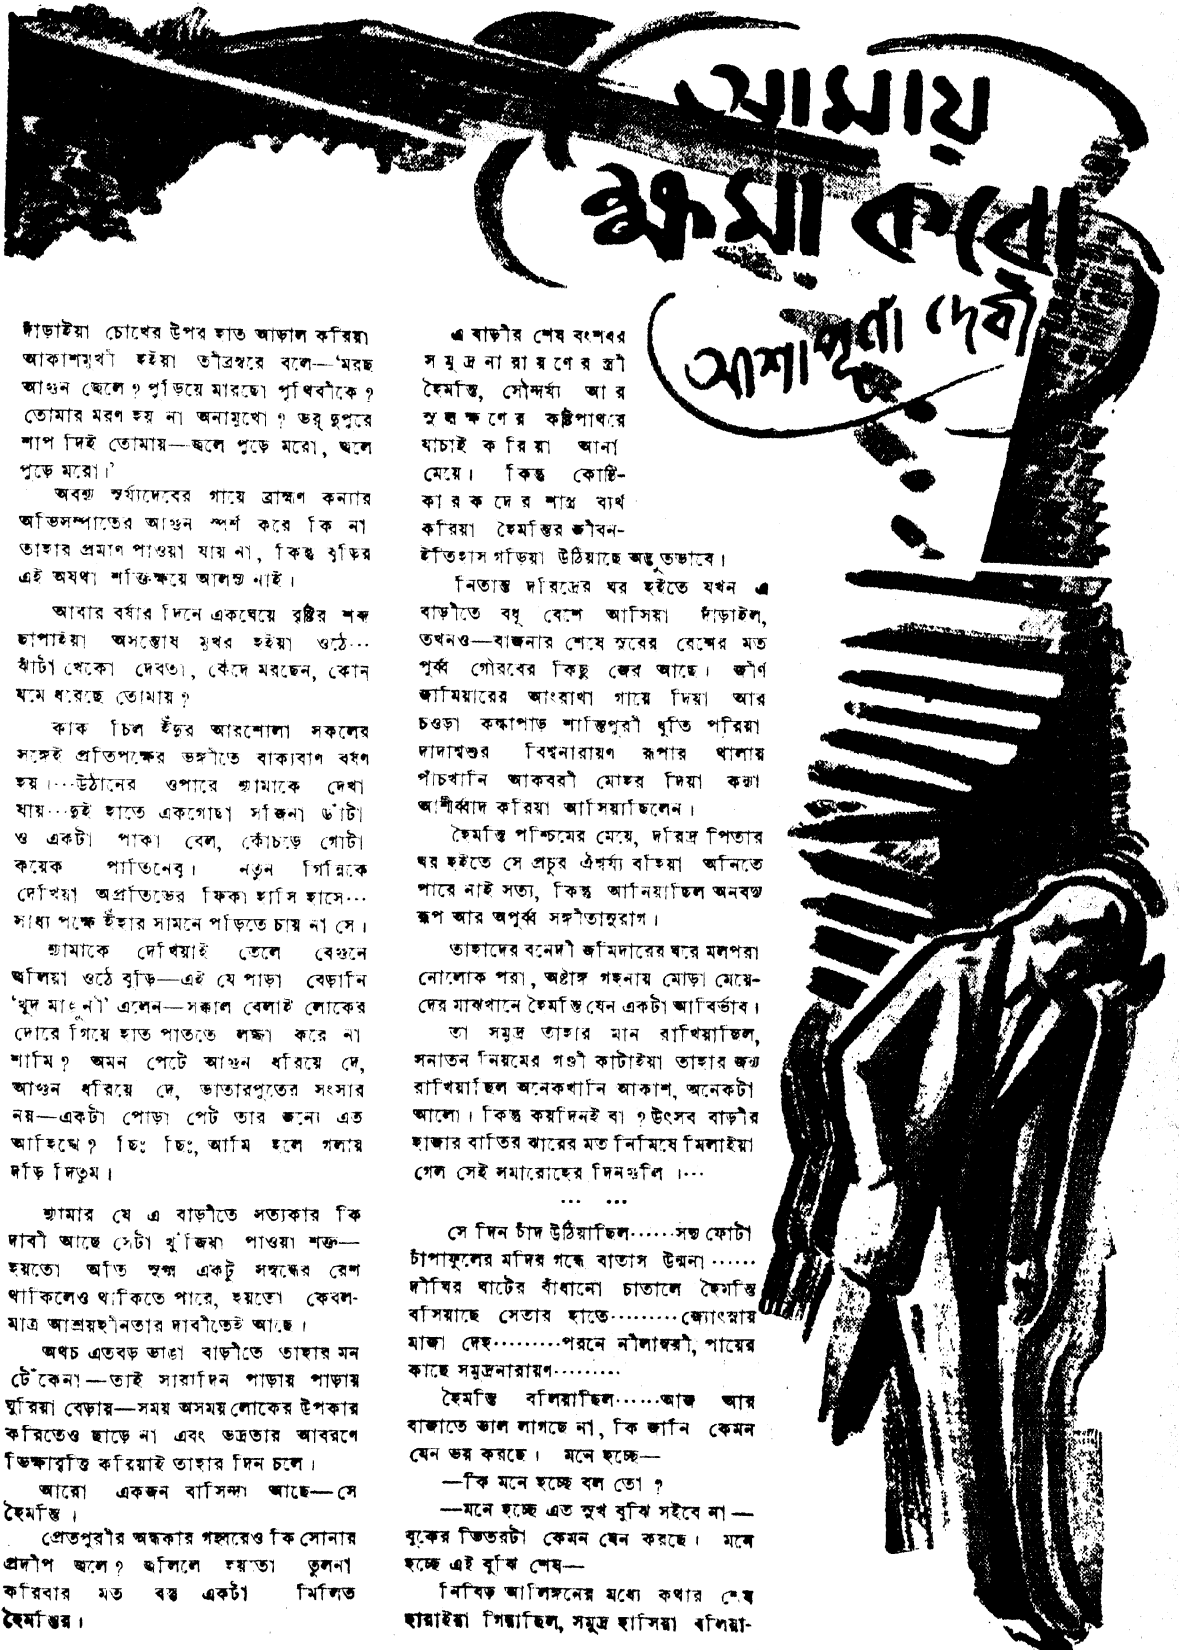 আমায়
ক্ষমা করো
আশাপূর্ণা দেবী
দাঁড়াইয়া চোখের উপর হাত আড়াল করিয়া
আকাশমুখী হইয়া তীব্রস্বরে বলে—‘মরছ
আগুন জ্বেলে? পুড়িয়ে মারছো পৃথিবীকে?
তোমার মরণ হয় না অনামুখো? ভর্ দুপুরে
শাপ দিই তোমায়—জ্বলে পুড়ে মরো, জ্বলে
পুড়ে মরো।’
অবশ্য সূর্য্যদেবের গায়ে ব্রাহ্মণ কন্যার
অভিসম্পাতের আগুন স্পর্শ করে কি না
তাহার প্রমাণ পাওয়া যায় না, কিন্তু বুড়ির
এই অযথা শক্তিক্ষয়ে আলস্য নাই।
আবার বর্ষার দিনে একঘেয়ে বৃষ্টির শব্দ
ছাপাইয়া অসন্তোষ মুখর হইয়া ওঠে···
ঝাঁটা খেকো দেবতা, কেঁদে মরছেন, কোন
যমে ধরেছে তোমায়?
কাক চিল ইঁদুর আরশোলা সকলের
সঙ্গেই প্রতিপক্ষের ভঙ্গীতে বাক্যবাণ বর্ষণ
হয়।···উঠানের ওপারে শ্যামাকে দেখা
যায়···দুই হাতে একগোছা সজিনা ডাঁটা
ও একটা পাকা বেল, কোঁচড়ে গোটা
কয়েক পাতিনেবু। নতুন গিন্নিকে
দেখিয়া অপ্রতিভের ফিকা হাসি হাসে···
সাধ্য পক্ষে ইঁহার সামনে পড়িতে চায় না সে।
শ্যামাকে দেখিয়াই তেলে বেগুনে
জ্বলিয়া ওঠে বুড়ি—এই যে পাড়া বেড়ানি
‘খুদ মাঙুনী’ এলেন—সক্কাল বেলাই লোকের
দোরে গিয়ে হাত পাততে লজ্জা করে না
শামি? অমন পেটে আগুন ধরিয়ে দে,
আগুন ধরিয়ে দে, ভাতারপুতের সংসার
নয়—একটা পোড়া পেট তার জন্যে এত
আহিঙ্খে? ছিঃ ছিঃ, আমি হলে গলায়
দড়ি দিতুম।
শ্যামার যে এ বাড়ীতে সত্যকার কি
দাবী আছে সেটা খুঁজিয়া পাওয়া শক্ত—
হয়তো অতি সূক্ষ্ম একটু সম্বন্ধের রেশ
থাকিলেও থাকিতে পারে, হয়তো কেবল-
মাত্র আশ্রয়হীনতার দাবীতেই আছে।
অথচ এতবড় ভাঙা বাড়ীতে তাহার মন
টেঁকেনা—তাই সারাদিন পাড়ায় পাড়ায়
ঘুরিয়া বেড়ায়—সময় অসময় লোকের উপকার
করিতেও ছাড়ে না এবং ভদ্রতার আবরণে
ভিক্ষাবৃত্তি করিয়াই তাহার দিন চলে।
আরো একজন বাসিন্দা আছে—সে
হৈমন্তি।
প্রেতপুরীর অন্ধকার গহ্বরেও কি সোনার
প্রদীপ জ্বলে? জ্বলিলে হয়তো তুলনা
করিবার মত বস্তু একটা মিলিত
হৈমন্তির।
এ বাড়ীর শেষ বংশধর
সমুদ্রনারায়ণের স্ত্রী
হৈমন্তি, সৌন্দর্য্য আর
সুলক্ষণের কষ্টিপাথরে
যাচাই করিয়া আনা
মেয়ে। কিন্তু কোষ্ঠি-
কারকদের শাস্ত্র ব্যর্থ
করিয়া হৈমন্তির জীবন-
ইতিহাস গড়িয়া উঠিয়াছে অদ্ভুতভাবে।
নিতান্ত দরিদ্রের ঘর হইতে যখন এ
বাড়ীতে বধূ বেশে আসিয়া দাঁড়াইল,
তখনও—বাজনার শেষে সুরের রেশের মত
পূর্ব্ব গৌরবের কিছু জের আছে। জীর্ণ
জামিয়ারের আংরাখা গায়ে দিয়া আর
চওড়া কল্কাপাড় শান্তিপুরী ধুতি পরিয়া
দাদাশ্বশুর বিশ্বনারায়ণ রূপার থালায়
পাঁচখানি আকবরী মোহর দিয়া কন্যা
আশীর্ব্বাদ করিয়া আসিয়াছিলেন।
হৈমন্তি পশ্চিমের মেয়ে, দরিদ্র পিতার
ঘর হইতে সে প্রচুর ঐশ্বর্য্য বহিয়া আনিতে
পারে নাই সত্য, কিন্তু আনিয়াছিল অনবদ্য
রূপ আর অপূর্ব্ব সঙ্গীতানুরাগ।
তাহাদের বনেদী জমিদারের ঘরে মলপরা
নোলোক পরা, অষ্টাঙ্গ গহনায় মোড়া মেয়ে-
দের মাঝখানে হৈমন্তি যেন একটা আবির্ভাব।
তা সমুদ্র তাহার মান রাখিয়াছিল,
সনাতন নিয়মের গণ্ডী কাটাইয়া তাহার জন্য
রাখিয়াছিল অনেকখানি আকাশ, অনেকটা
আলো। কিন্তু কয়দিনই বা? উৎসব বাড়ীর
হাজার বাতির ঝারের মত নিমিষে মিলাইয়া
গেল সেই সমারোহের দিনগুলি।···
··· ···
সে দিন চাঁদ উঠিয়াছিল······সদ্য ফোটা
চাঁপাফুলের মদির গন্ধে বাতাস উন্মনা······
দীঘির ঘাটের বাঁধানো চাতালে হৈমন্তি
বসিয়াছে সেতার হাতে·········জ্যোৎস্নায়
মাজা দেহ·········পরনে নীলাম্বরী, পায়ের
কাছে সমুদ্রনারায়ণ·········
হৈমন্তি বলিয়াছিল······আজ আর
বাজাতে ভাল লাগছে না, কি জানি কেমন
যেন ভয় করছে। মনে হচ্ছে—
—কি মনে হচ্ছে বল তো?
—মনে হচ্ছে এত সুখ বুঝি সইবে না—
বুকের ভিতরটা কেমন যেন করছে। মনে
হচ্ছে এই বুঝি শেষ—
নিবিড় আলিঙ্গনের মধ্যে কথার শেষ
হারাইয়া গিয়াছিল, সমুদ্র হাসিয়া বলিয়া-